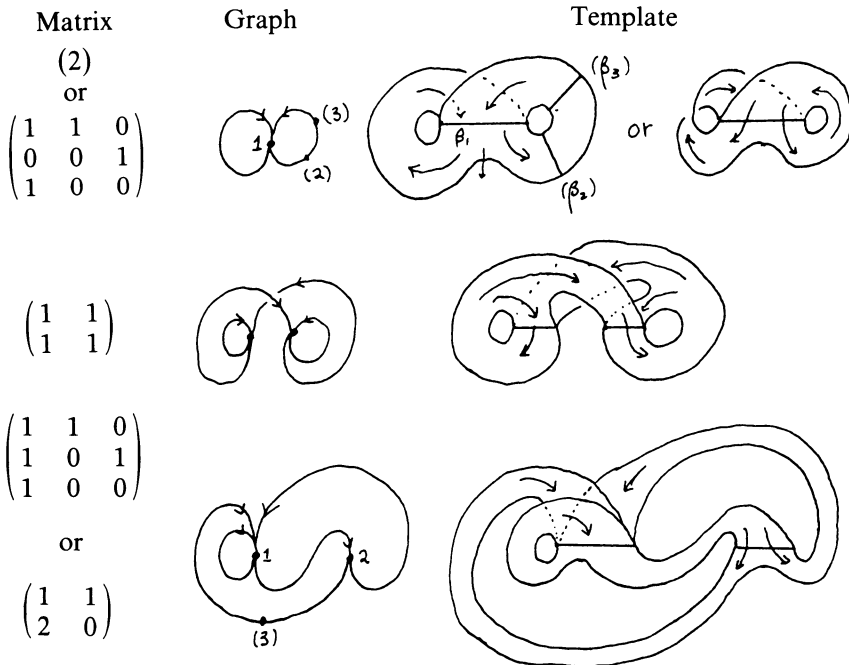 Matrix Graph Template
(2)
or
1 1 0
0 0 1
1 0 0
1 (3)
(2)
β₁ (β₃)
(β₂)
or
1 1
1 1
1 1 0
1 0 1
1 0 0
or
1 1
2 0
1 2
(3)